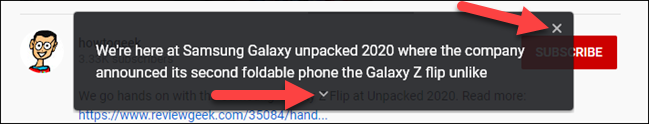 We're here at Samsung Galaxy unpacked 2020 where the company
announced its second foldable phone the Galaxy Z flip unlike
howtogeek
SUBSCRIBE
We go hands on with the Flip at Unpacked 2020. Read more:
https://www.reviewgeek.com/35084/hand...